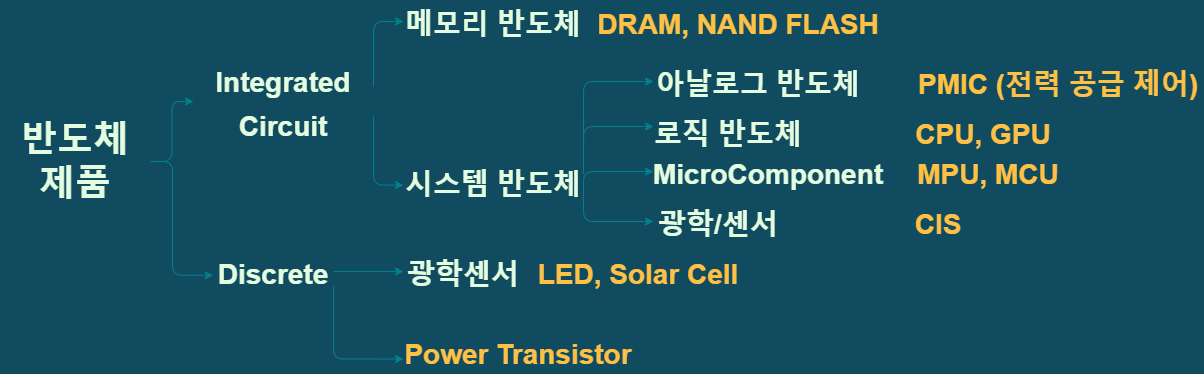 반도체
제품
Integrated
Circuit
메모리 반도체 DRAM, NAND FLASH
시스템 반도체
아날로그 반도체 PMIC (전력 공급 제어)
로직 반도체 CPU, GPU
MicroComponent MPU, MCU
광학/센서 CIS
Discrete
광학센서 LED, Solar Cell
Power Transistor